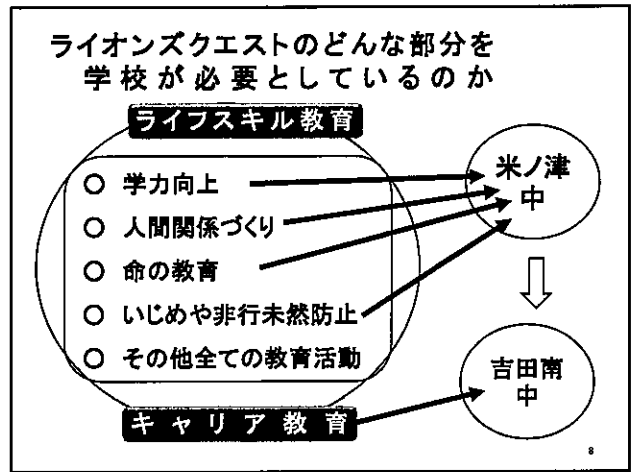 ライオンズクエストのどんな部分を
学校が必要としているのか
ライフスキル教育
○ 学力向上
○ 人間関係づくり
○ 命の教育
○ いじめや非行未然防止
○ その他全ての教育活動
キャリア教育
米ノ津
中
吉田南
中
8